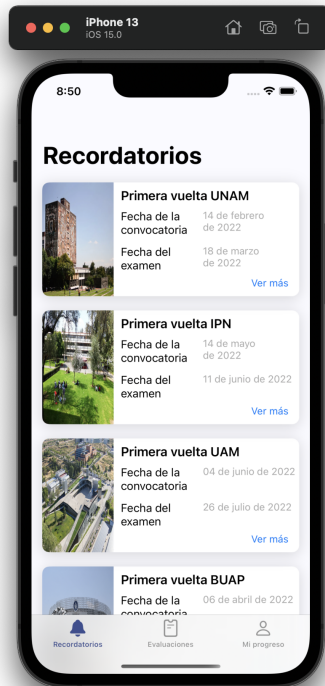 iPhone 13
iOS 15.0
8:50
Recordatorios
Primera vuelta UNAM
Fecha de la convocatoria
14 de febrero de 2022
Fecha del examen
18 de marzo de 2022
Ver más
Primera vuelta IPN
Fecha de la convocatoria
14 de mayo de 2022
Fecha del examen
11 de junio de 2022
Ver más
Primera vuelta UAM
Fecha de la convocatoria
04 de junio de 2022
Fecha del examen
26 de julio de 2022
Ver más
Primera vuelta BUAP
Fecha de la convocatoria
06 de abril de 2022
Recordatorios
Evaluaciones
Mi progreso